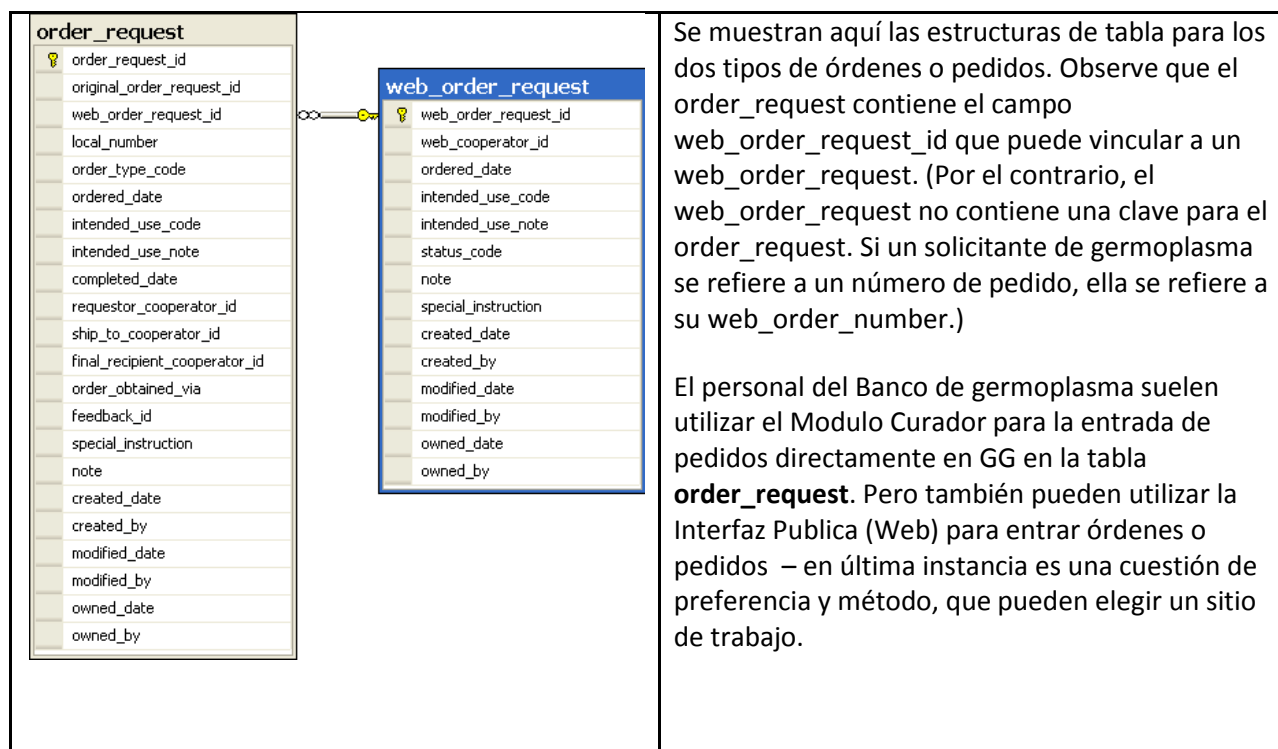 order_request
order_request_id
original_order_request_id
web_order_request_id
local_number
order_type_code
ordered_date
intended_use_code
intended_use_note
completed_date
requestor_cooperator_id
ship_to_cooperator_id
final_recipient_cooperator_id
order_obtained_via
feedback_id
special_instruction
note
created_date
created_by
modified_date
modified_by
owned_date
owned_by
web_order_request
web_order_request_id
web_cooperator_id
ordered_date
intended_use_code
intended_use_note
status_code
note
special_instruction
created_date
created_by
modified_date
modified_by
owned_date
owned_by
Se muestran aquí las estructuras de tabla para los
dos tipos de órdenes o pedidos. Observe que el
order_request contiene el campo
web_order_request_id que puede vincular a un
web_order_request. (Por el contrario, el
web_order_request no contiene una clave para el
order_request. Si un solicitante de germoplasma
se refiere a un número de pedido, ella se refiere a
su web_order_number.)
El personal del Banco de germoplasma suelen
utilizar el Modulo Curador para la entrada de
pedidos directamente en GG en la tabla
order_request. Pero también pueden utilizar la
Interfaz Publica (Web) para entrar órdenes o
pedidos – en última instancia es una cuestión de
preferencia y método, que pueden elegir un sitio
de trabajo.